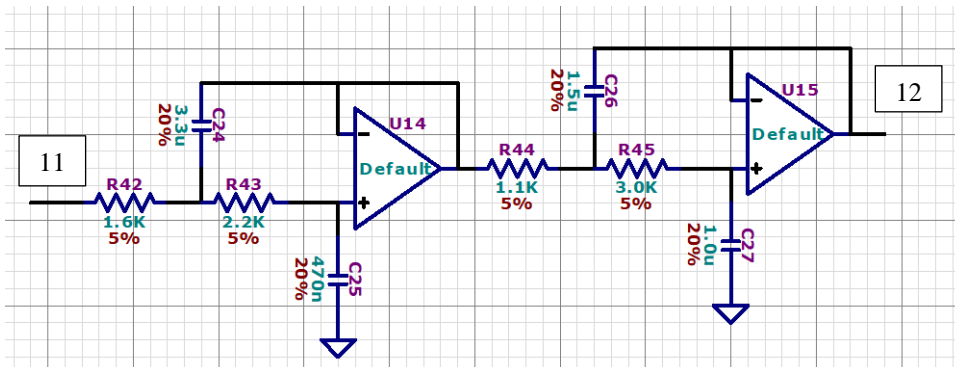 11
R42
1.6K
5%
C24
3.3u
20%
R43
2.2K
5%
C25
470n
20%
-
+
U14
Default
R44
1.1K
5%
C26
1.5u
20%
R45
3.0K
5%
C27
1.0u
20%
-
+
U15
Default
12